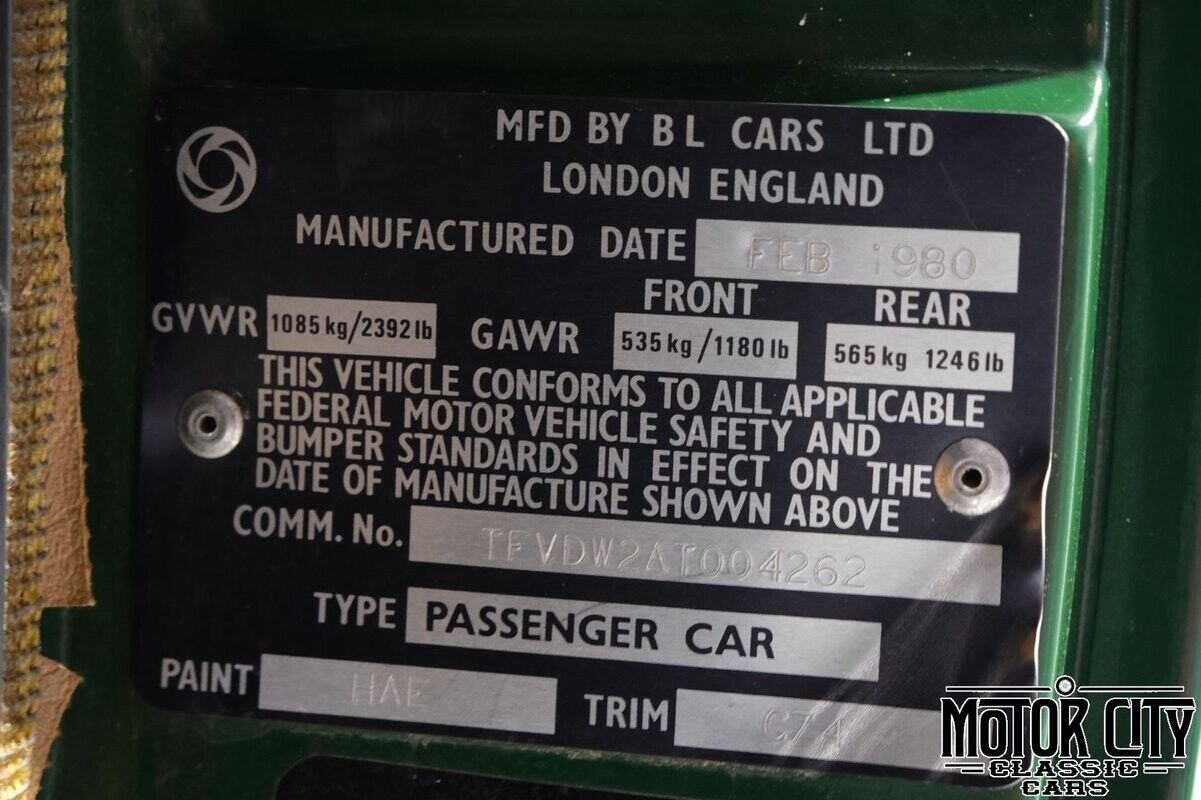 MFD BY B L CARS LTD
LONDON ENGLAND
MANUFACTURED DATE FEB 1980
FRONT REAR
GVWR 1085 kg/2392 lb GAWR 535 kg/1180 lb 565 kg 1246 lb
THIS VEHICLE CONFORMS TO ALL APPLICABLE
FEDERAL MOTOR VEHICLE SAFETY AND
BUMPER STANDARDS IN EFFECT ON THE
DATE OF MANUFACTURE SHOWN ABOVE
COMM. No. TFVDW2AT004262
TYPE PASSENGER CAR
PAINT HAE
TRIM
MOTOR CITY
CLASSIC
CARS